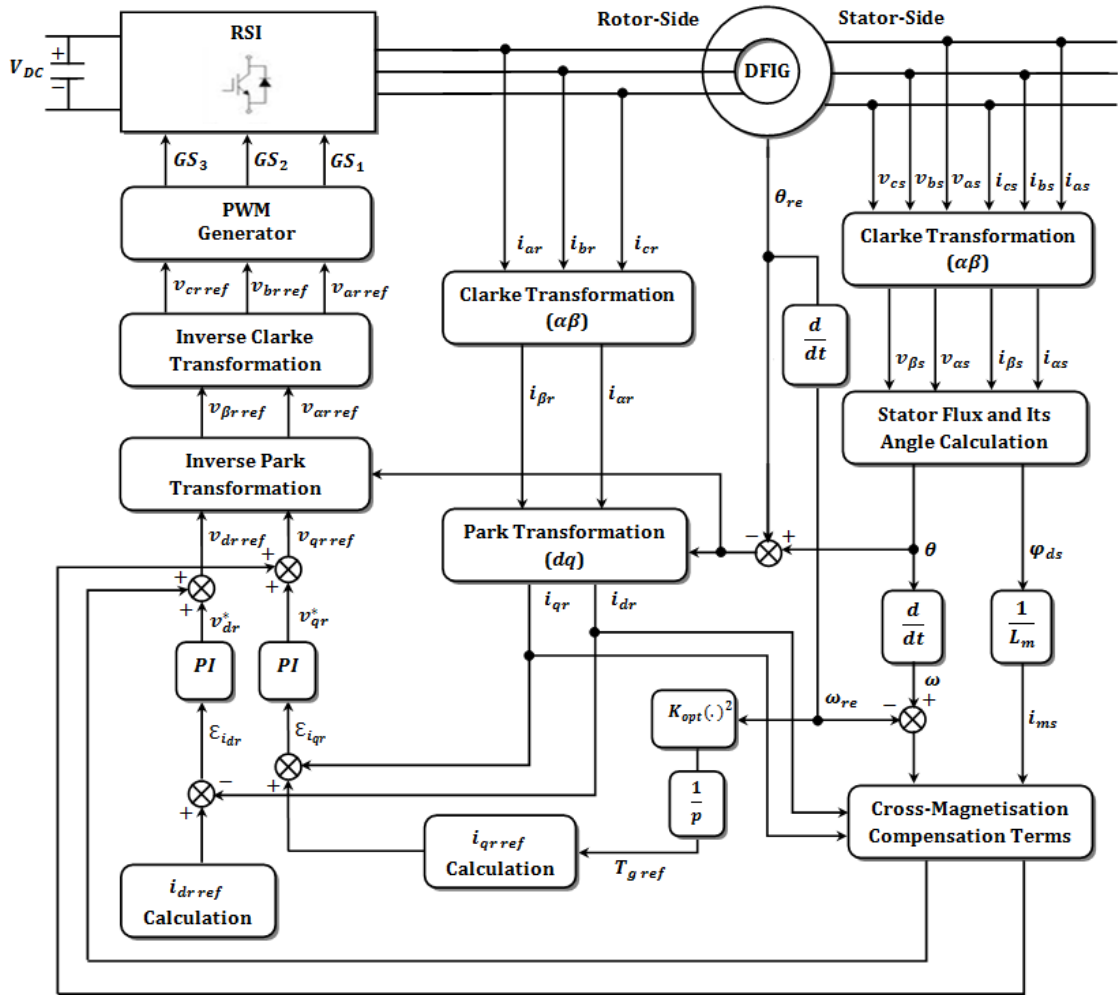 Rotor-Side
Stator-Side
RSI
V_DC
+
−
DFIG
GS_3
GS_2
GS_1
v_cs
v_bs
v_as
i_cs
i_bs
i_as
θ_re
PWM
Generator
i_ar
i_br
i_cr
Clarke Transformation
(αβ)
v_cr ref
v_br ref
v_ar ref
Clarke Transformation
(αβ)
d
dt
Inverse Clarke
Transformation
v_βs
v_αs
i_βs
i_αs
i_βr
i_αr
v_βr ref
v_αr ref
Stator Flux and Its
Angle Calculation
Inverse Park
Transformation
Park Transformation
(dq)
−
+
θ
φ_ds
v_dr ref
v_qr ref
+
+
+
+
i_qr
i_dr
d
dt
1
L_m
v*_dr
v*_qr
PI
PI
ω
K_opt(.)²
ω_re
−
+
i_ms
Ɛ_i_dr
Ɛ_i_qr
−
+
+
1
p
Cross-Magnetisation
Compensation Terms
i_qr ref
Calculation
T_g ref
i_dr ref
Calculation